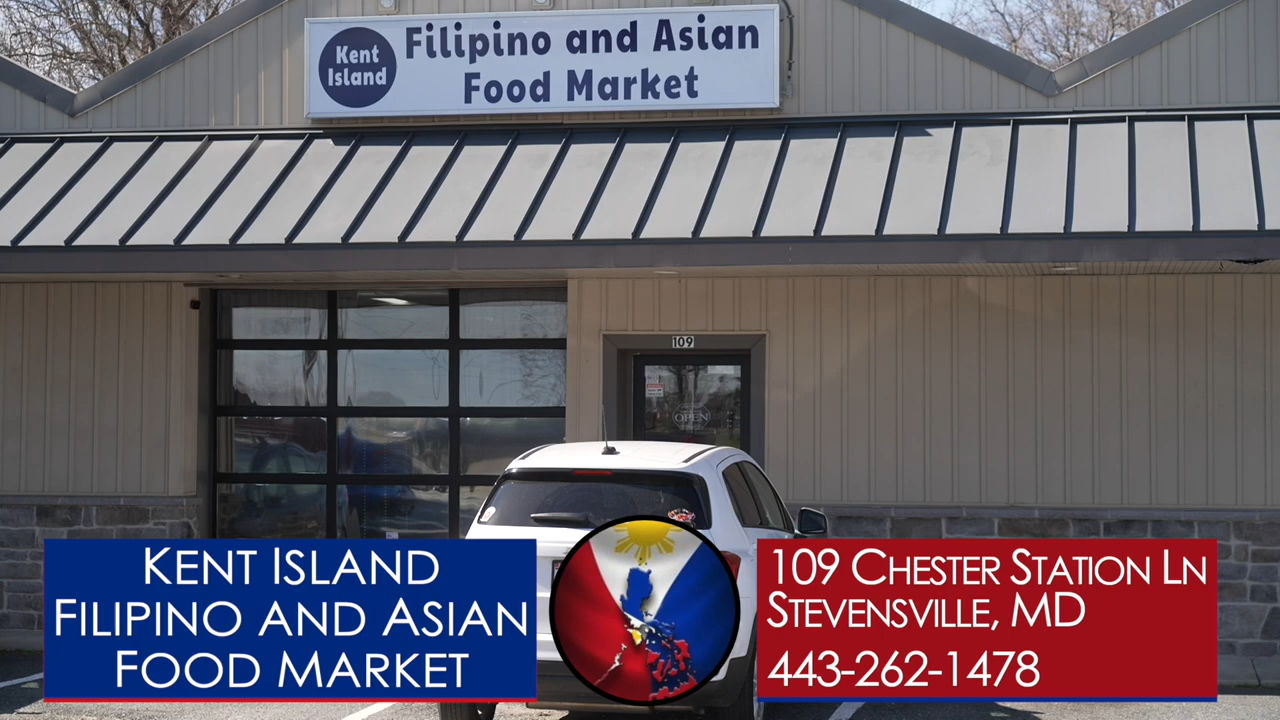 Kent
Island
Filipino and Asian
Food Market
109
OPEN
KENT ISLAND
FILIPINO AND ASIAN
FOOD MARKET
109 CHESTER STATION LN
STEVENSVILLE, MD
443-262-1478